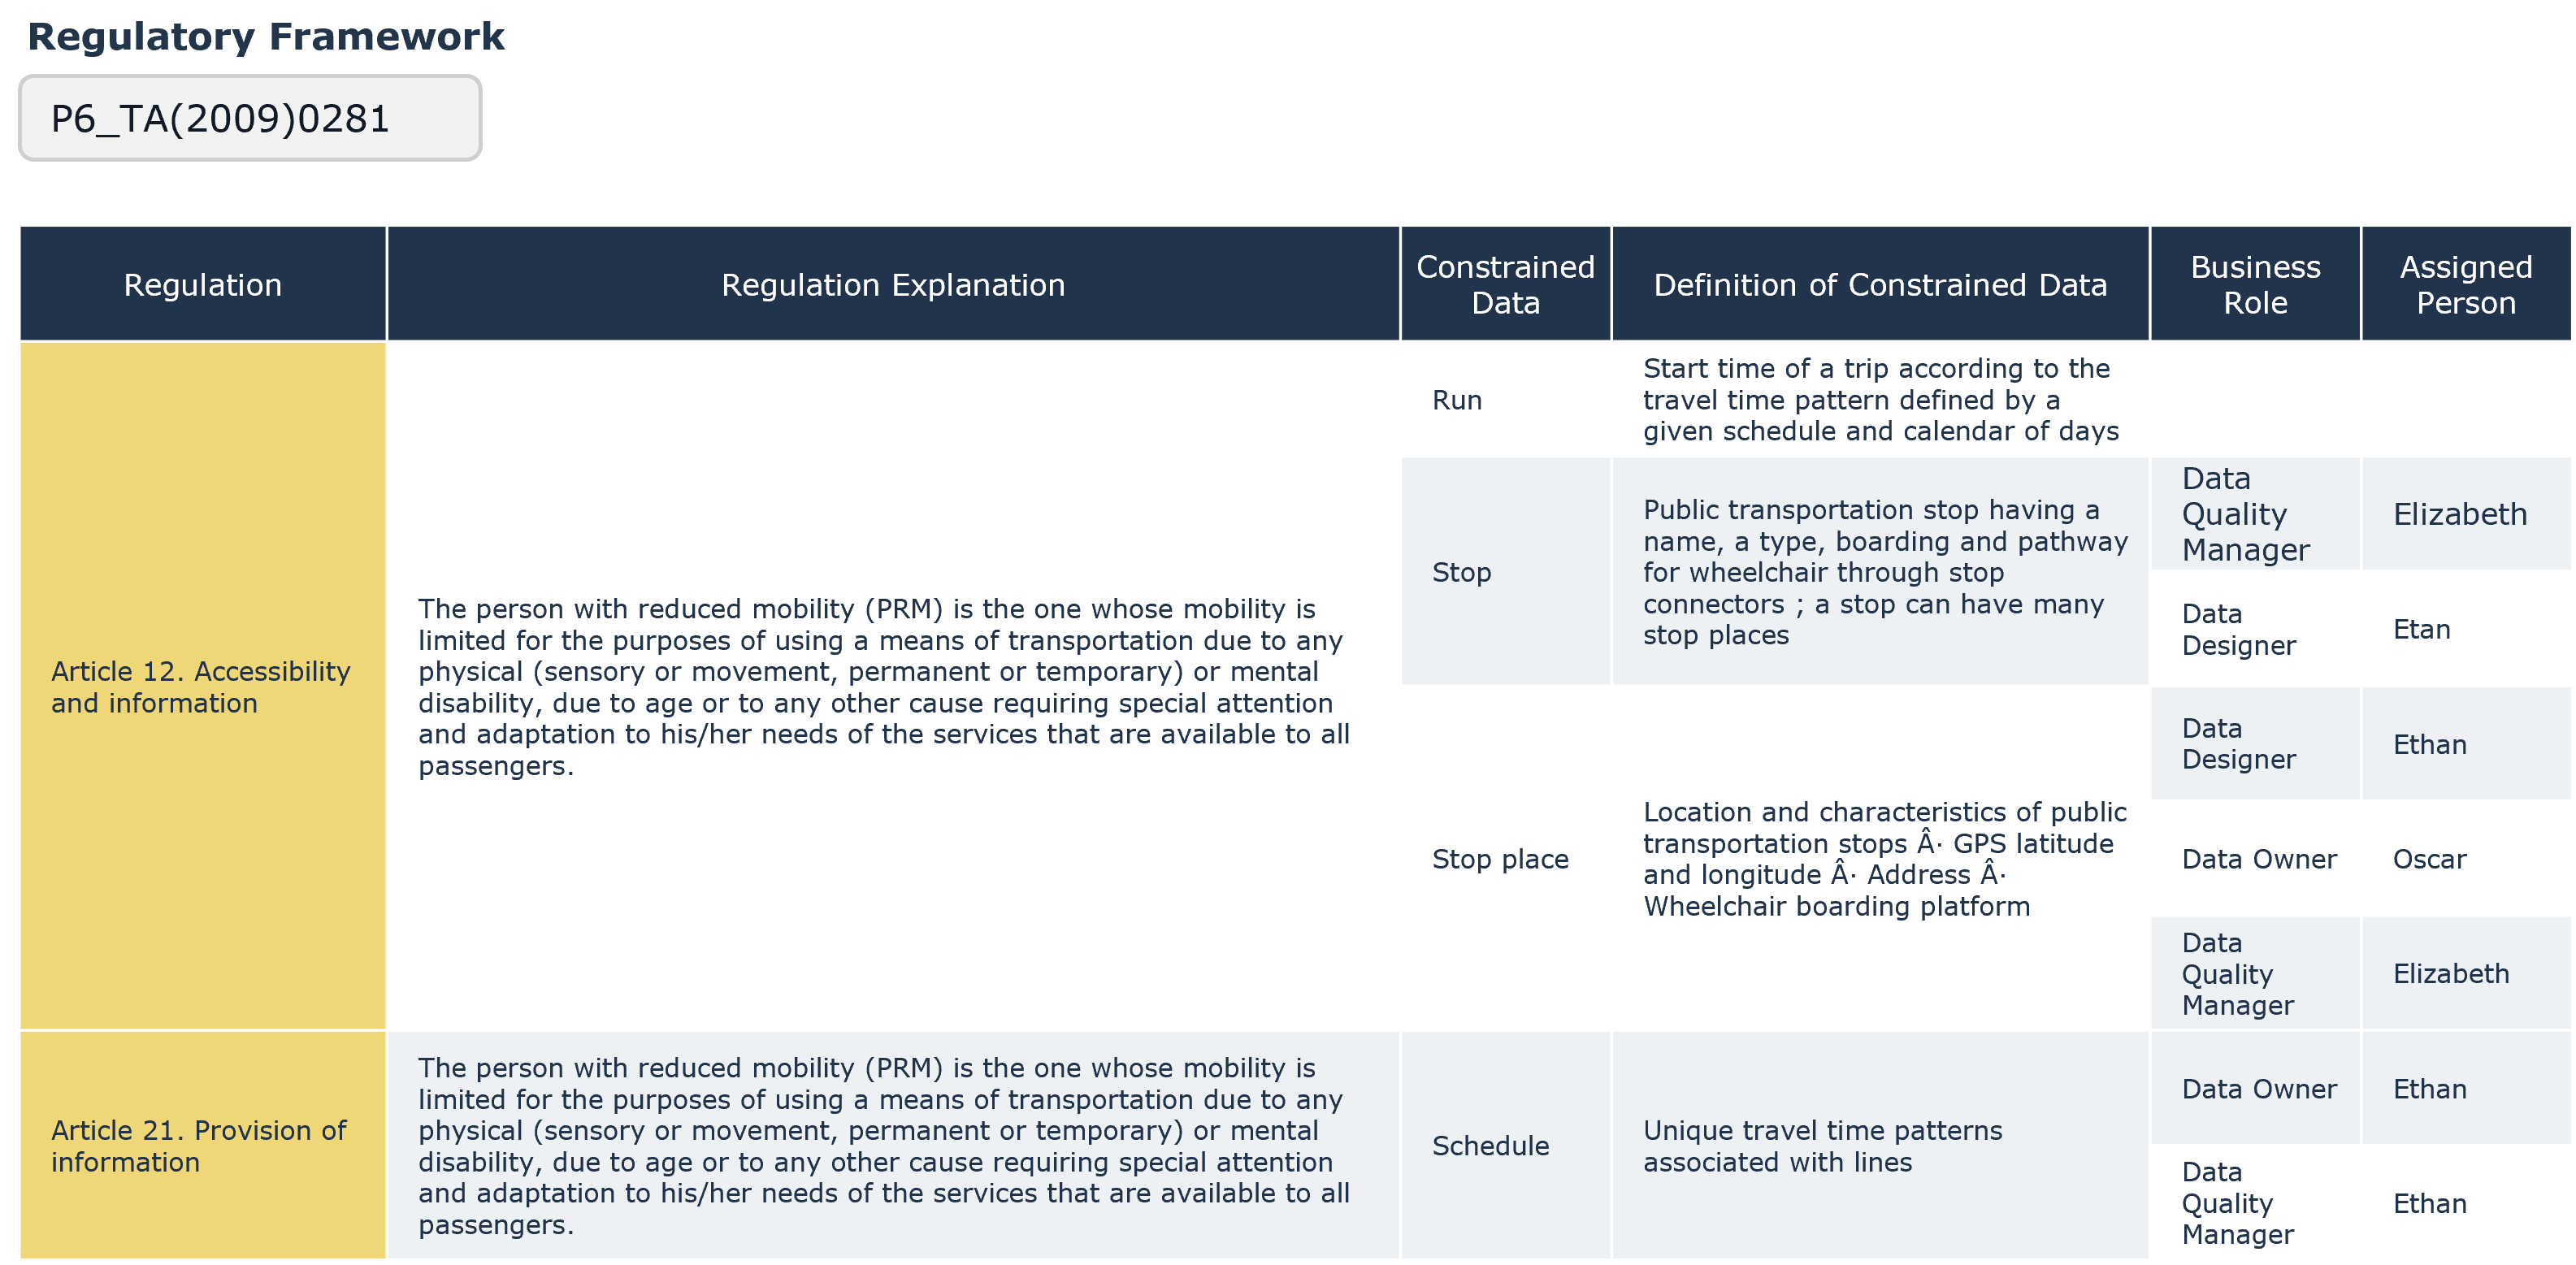 Regulatory Framework
P6_TA(2009)0281
Regulation
Regulation Explanation
Constrained
Data
Definition of Constrained Data
Business
Role
Assigned
Person
Article 12. Accessibility
and information
The person with reduced mobility (PRM) is the one whose mobility is
limited for the purposes of using a means of transportation due to any
physical (sensory or movement, permanent or temporary) or mental
disability, due to age or to any other cause requiring special attention
and adaptation to his/her needs of the services that are available to all
passengers.
Run
Start time of a trip according to the
travel time pattern defined by a
given schedule and calendar of days
Stop
Public transportation stop having a
name, a type, boarding and pathway
for wheelchair through stop
connectors ; a stop can have many
stop places
Data
Quality
Manager
Elizabeth
Data
Designer
Etan
Stop place
Location and characteristics of public
transportation stops Â· GPS latitude
and longitude Â· Address Â·
Wheelchair boarding platform
Data
Designer
Ethan
Data Owner
Oscar
Data
Quality
Manager
Elizabeth
Article 21. Provision of
information
The person with reduced mobility (PRM) is the one whose mobility is
limited for the purposes of using a means of transportation due to any
physical (sensory or movement, permanent or temporary) or mental
disability, due to age or to any other cause requiring special attention
and adaptation to his/her needs of the services that are available to all
passengers.
Schedule
Unique travel time patterns
associated with lines
Data Owner
Ethan
Data
Quality
Manager
Ethan